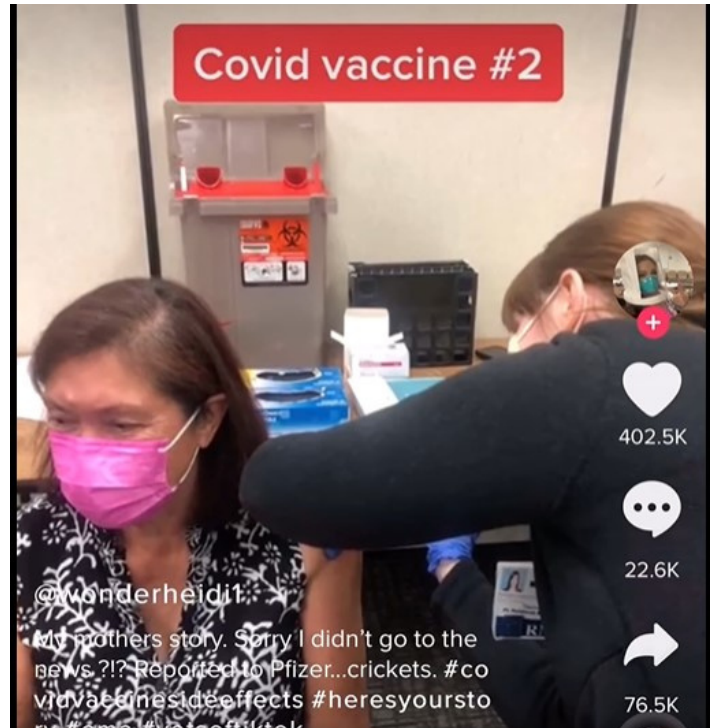 Covid vaccine #2
402.5K
22.6K
@wonderheidi1
My mothers story. Sorry I didn't go to the
news ?!? Reported to Pfizer...crickets. #co
vidvaccinesideeffects #heresyoursto
76.5K